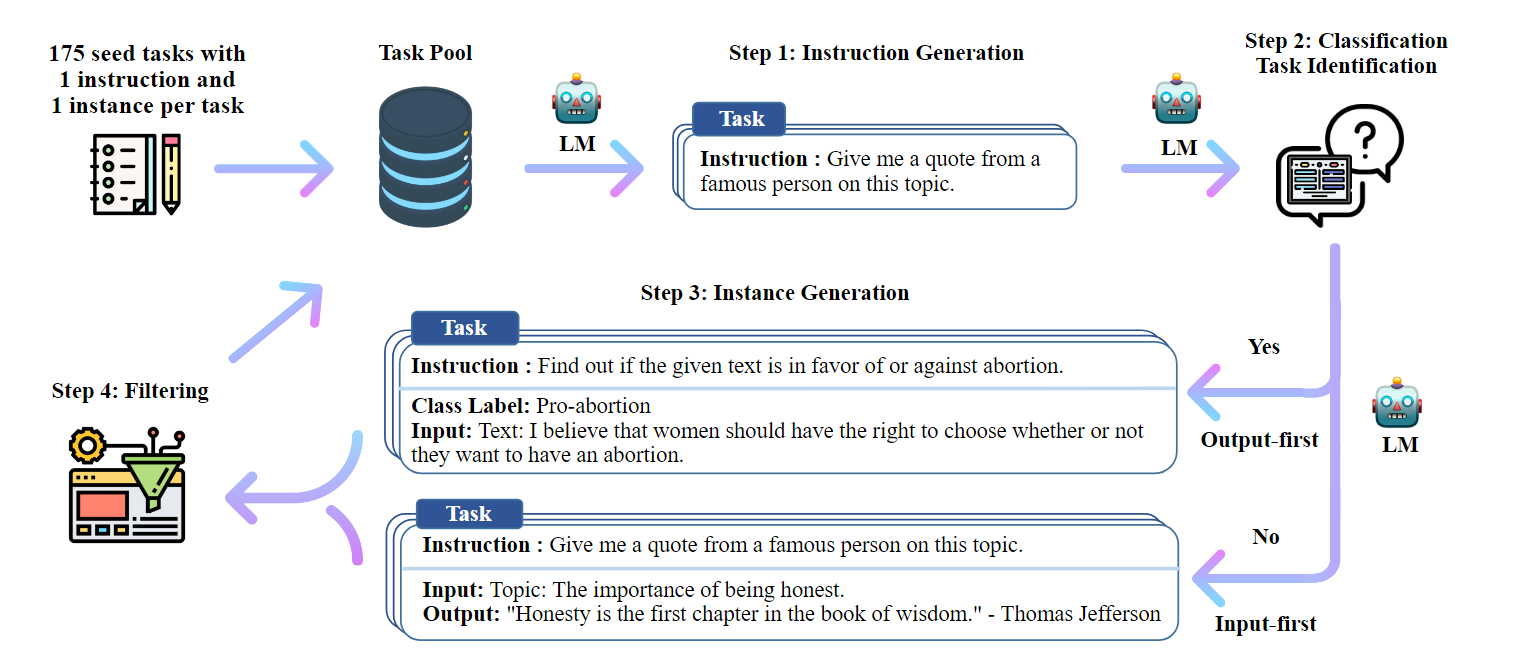 175 seed tasks with
1 instruction and
1 instance per task
Task Pool
LM
Step 1: Instruction Generation
Task
Instruction : Give me a quote from a
famous person on this topic.
LM
Step 2: Classification
Task Identification
Step 3: Instance Generation
Task
Instruction : Find out if the given text is in favor of or against abortion.
Class Label: Pro-abortion
Input: Text: I believe that women should have the right to choose whether or not
they want to have an abortion.
Yes
Output-first
LM
Task
Instruction : Give me a quote from a famous person on this topic.
Input: Topic: The importance of being honest.
Output: "Honesty is the first chapter in the book of wisdom." - Thomas Jefferson
No
Input-first
Step 4: Filtering